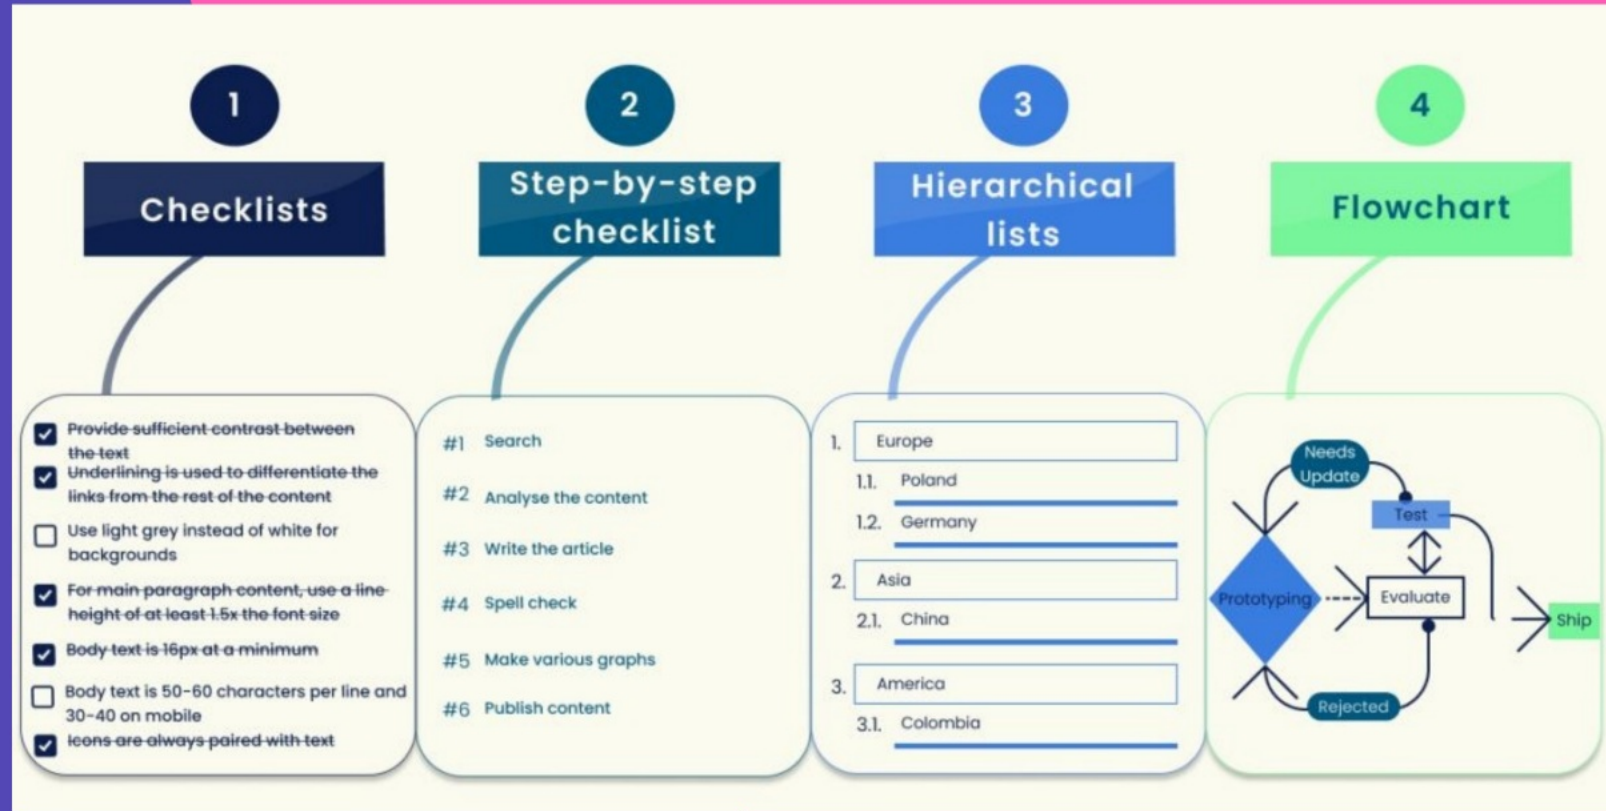 1
Checklists
Provide sufficient contrast between
the text
Underlining is used to differentiate the
links from the rest of the content
Use light grey instead of white for
backgrounds
For main paragraph content, use a line
height of at least 1.5x the font size
Body text is 16px at a minimum
Body text is 50-60 characters per line and
30-40 on mobile
Icons are always paired with text
2
Step-by-step
checklist
#1 Search
#2 Analyse the content
#3 Write the article
#4 Spell check
#5 Make various graphs
#6 Publish content
3
Hierarchical
lists
1. Europe
1.1. Poland
1.2. Germany
2. Asia
2.1. China
3. America
3.1. Colombia
4
Flowchart
Needs
Update
Test
Prototyping
Evaluate
Ship
Rejected